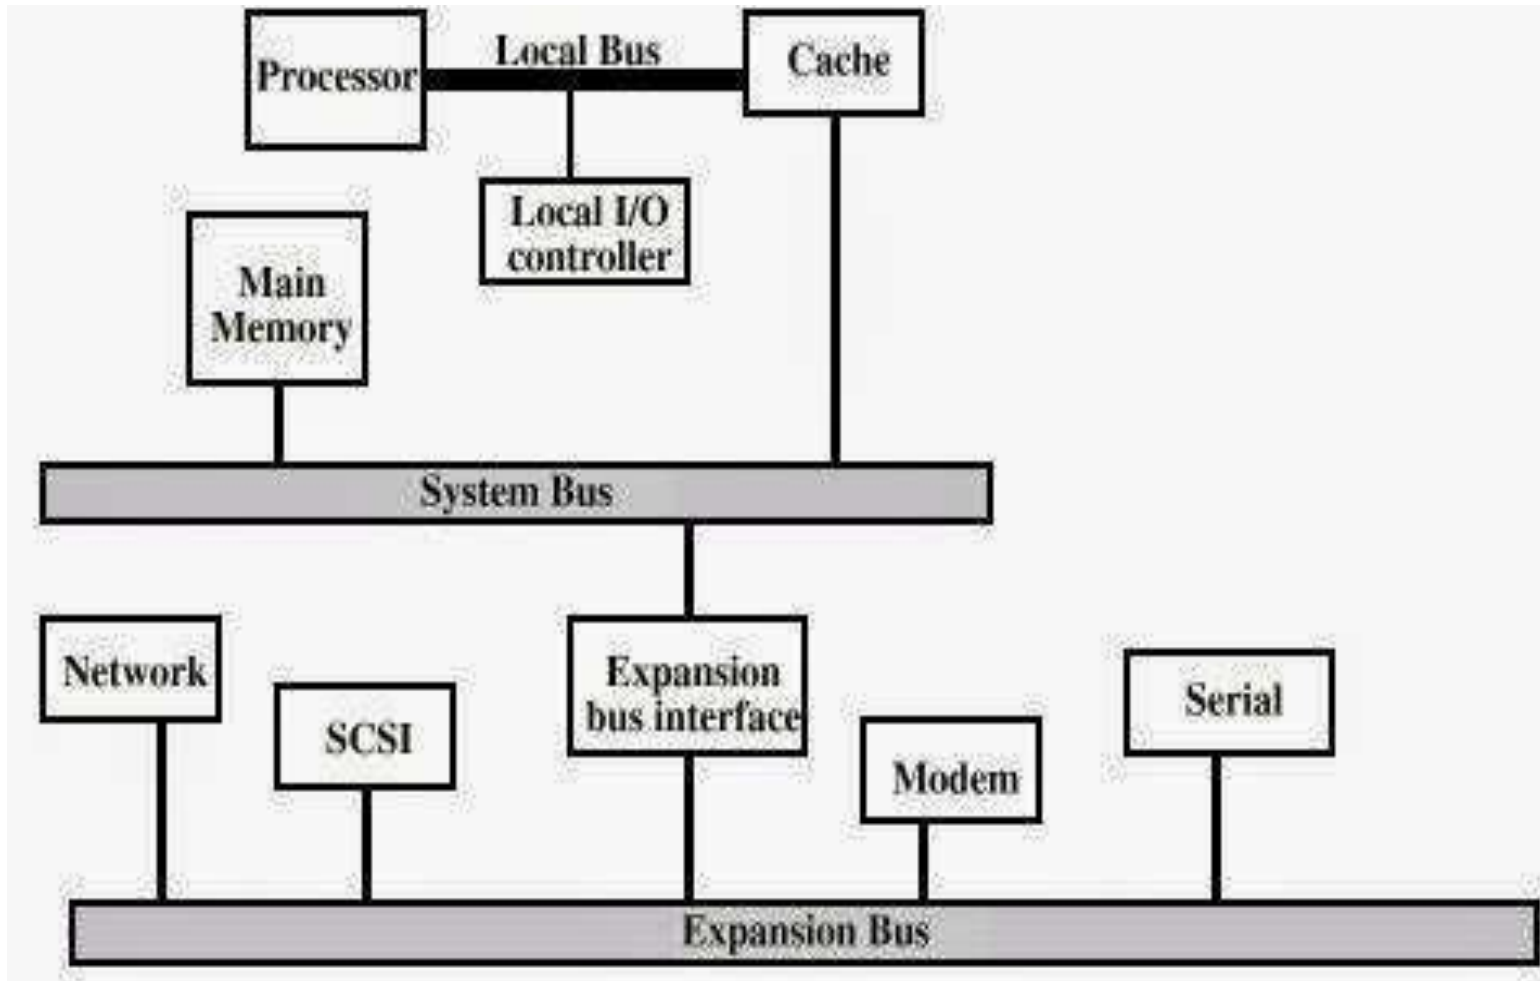 Local Bus
Processor
Cache
Local I/O
controller
Main
Memory
System Bus
Network
SCSI
Expansion
bus interface
Modem
Serial
Expansion Bus